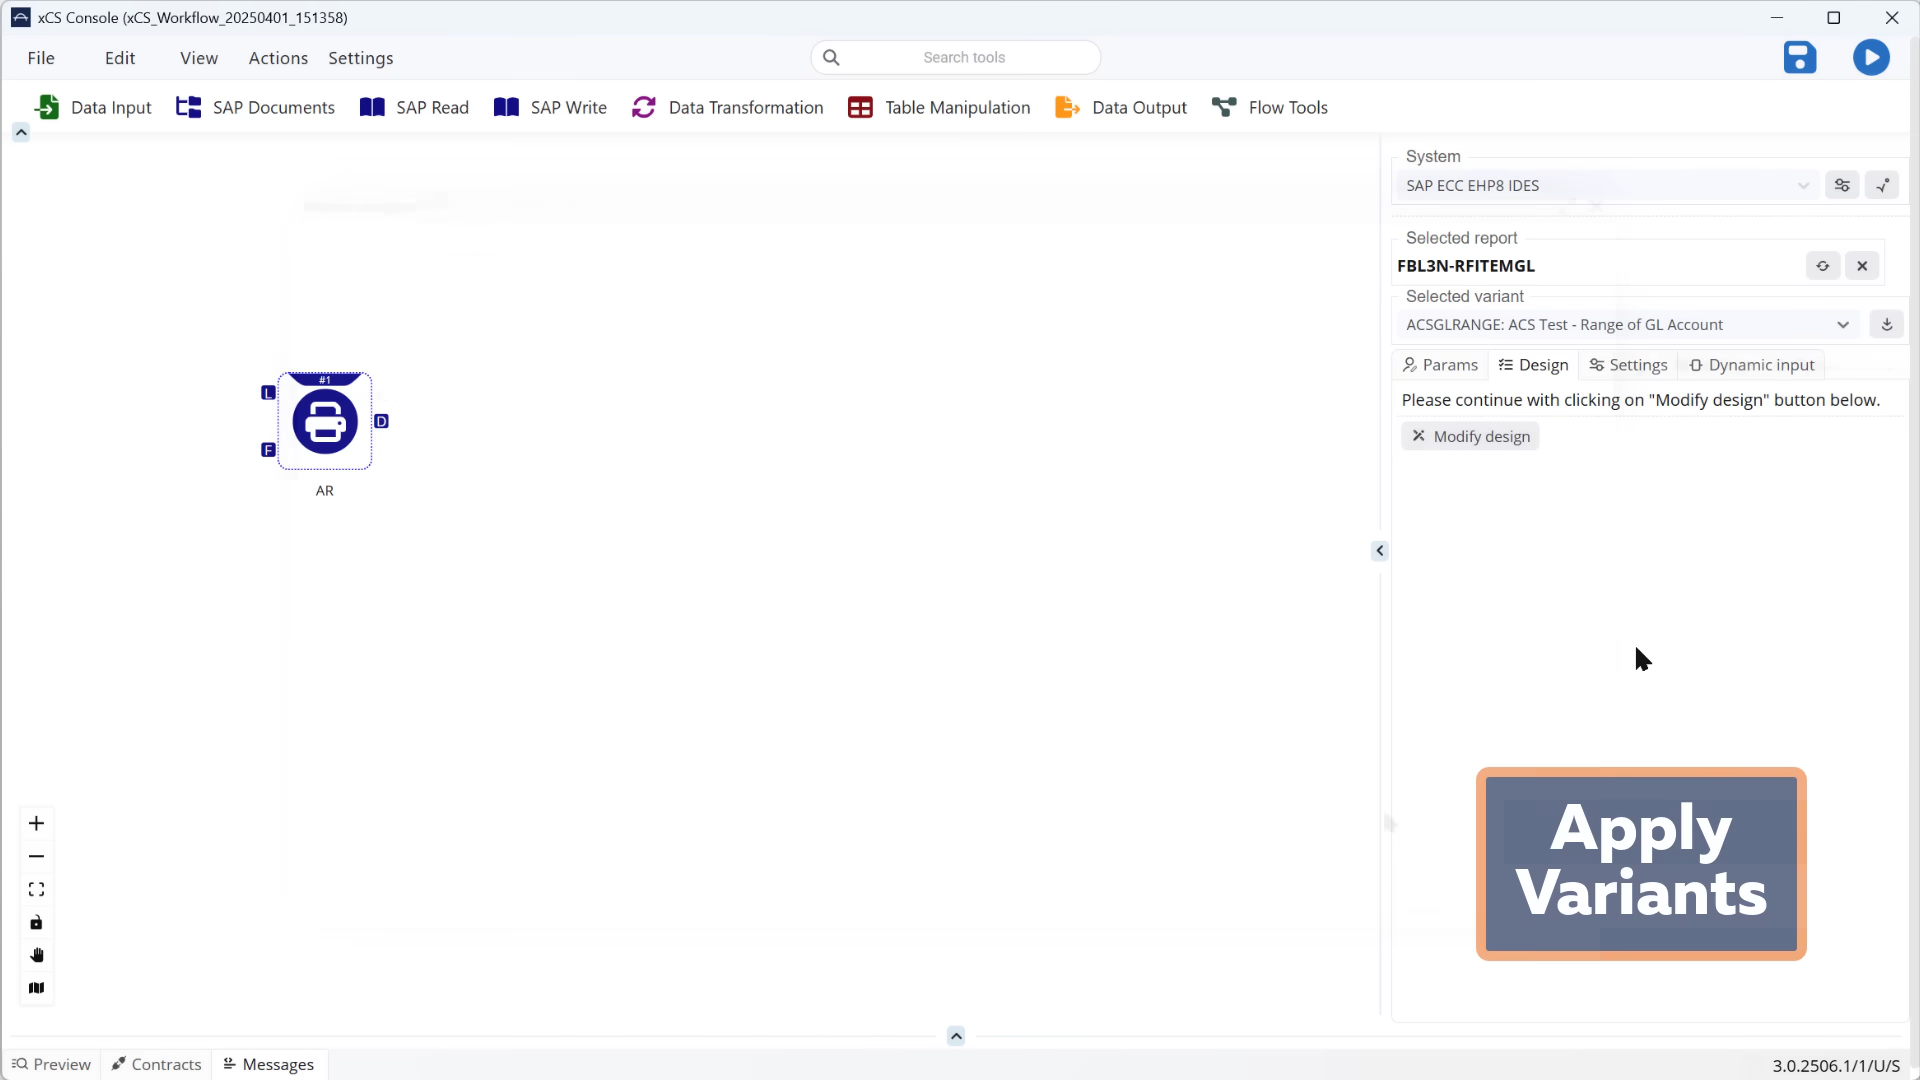 xCS Console (xCS_Workflow_20250401_151358)
File Edit View Actions Settings Search tools
Data Input SAP Documents SAP Read SAP Write Data Transformation Table Manipulation Data Output Flow Tools
System
SAP ECC EHP8 IDES
Selected report
FBL3N-RFITEMGL
Selected variant
ACSGLRANGE: ACS Test - Range of GL Account
Params Design Settings Dynamic input
Please continue with clicking on "Modify design" button below.
Modify design
#1
L
D
F
AR
Apply
Variants
Preview Contracts Messages
3.0.2506.1/1/U/S